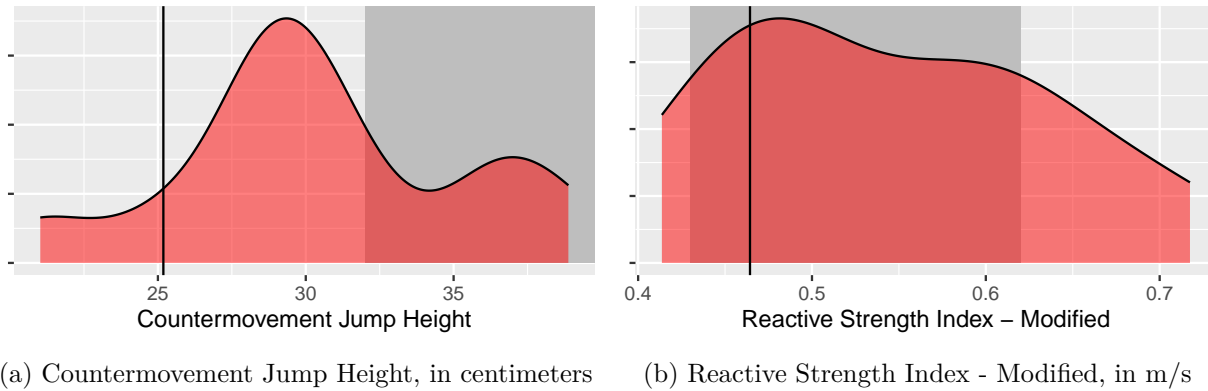 25 30 35
Countermovement Jump Height
(a) Countermovement Jump Height, in centimeters
0.4 0.5 0.6 0.7
Reactive Strength Index − Modified
(b) Reactive Strength Index - Modified, in m/s